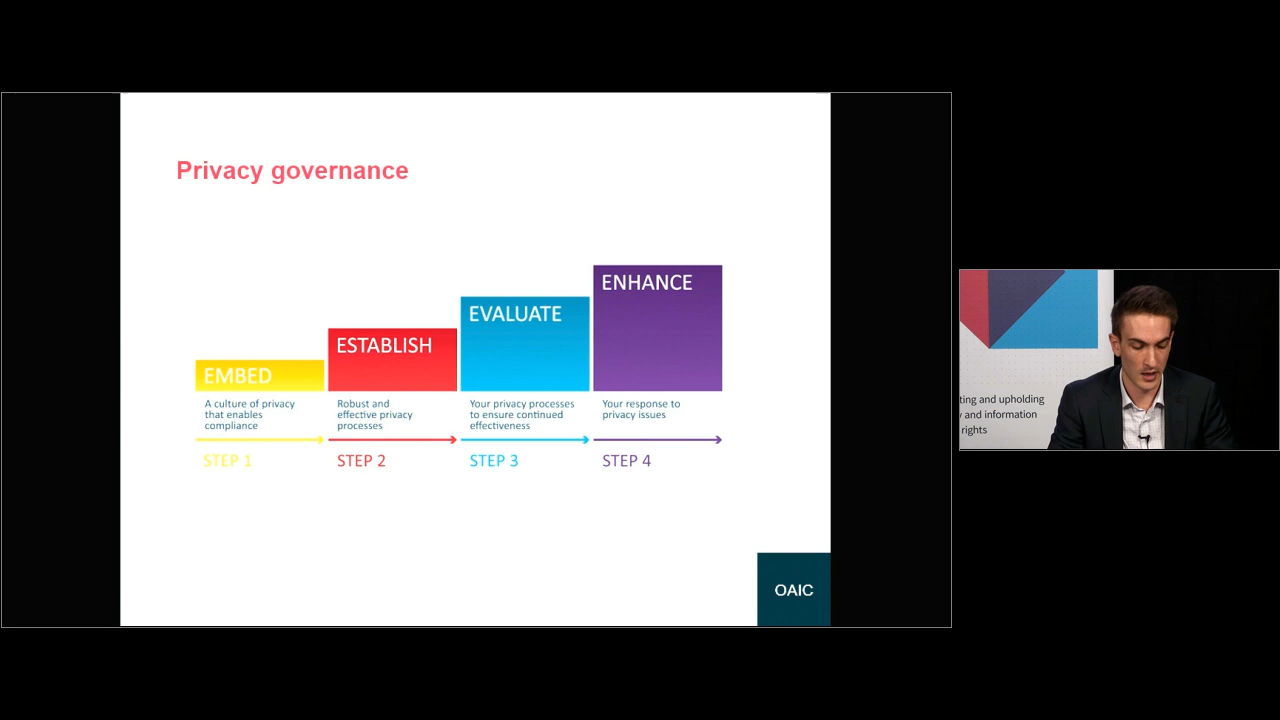 Privacy governance
EMBED
A culture of privacy
that enables
compliance
STEP 1
ESTABLISH
Robust and
effective privacy
processes
STEP 2
EVALUATE
Your privacy processes
to ensure continued
effectiveness
STEP 3
ENHANCE
Your response to
privacy issues
STEP 4
OAIC
ting and upholding
y and information
rights